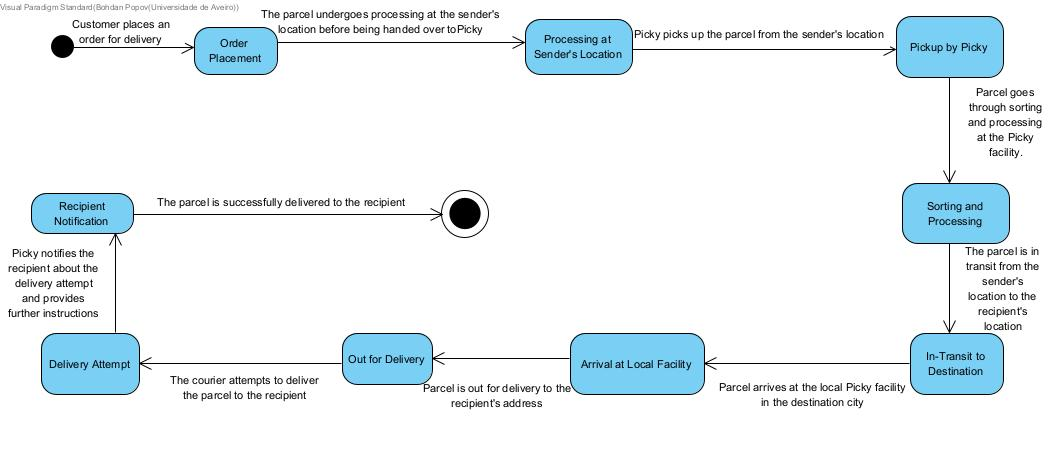 Visual Paradigm Standard(Bohdan Popov(Universidade de Aveiro))
Customer places an
order for delivery
Order
Placement
The parcel undergoes processing at the sender's
location before being handed over toPicky
Processing at
Sender's Location
Picky picks up the parcel from the sender's location
Pickup by Picky
Parcel goes
through sorting
and processing
at the Picky
facility.
Sorting and
Processing
The parcel is in
transit from the
sender's
location to the
recipient's
location
In-Transit to
Destination
Parcel arrives at the local Picky facility
in the destination city
Arrival at Local Facility
Parcel is out for delivery to the
recipient's address
Out for Delivery
The courier attempts to deliver
the parcel to the recipient
Delivery Attempt
Picky notifies the
recipient about the
delivery attempt
and provides
further instructions
Recipient
Notification
The parcel is successfully delivered to the recipient